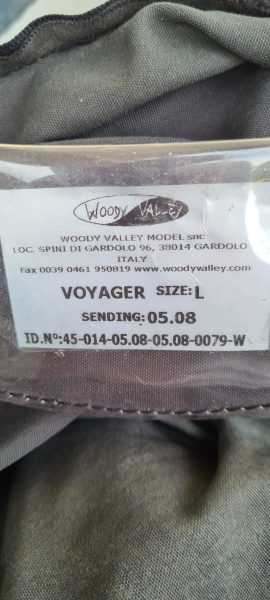 WOODY VALLEY
WOODY VALLEY MODEL snc
LOC. SPINI DI GARDOLO 96, 38014 GARDOLO
ITALY
Fax 0039 0461 950819 www.woodyvalley.com
VOYAGER SIZE: L
SENDING: 05.08
ID.N°:45-014-05.08-05.08-0079-W